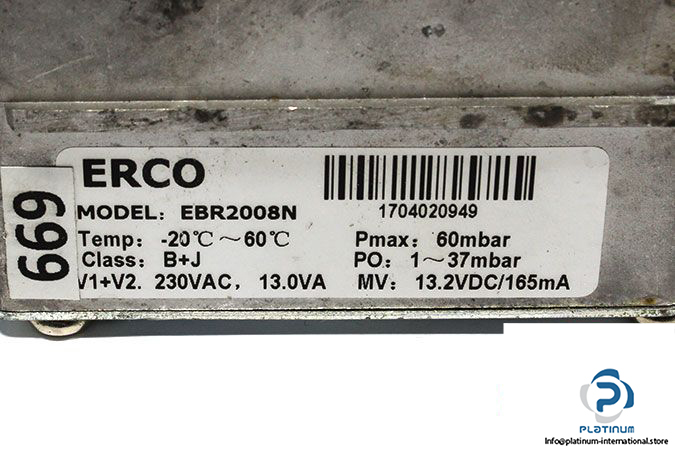 ERCO
1704020949
MODEL: EBR2008N
Temp: -20℃～60℃
Pmax: 60mbar
Class: B+J
PO: 1～37mbar
V1+V2. 230VAC, 13.0VA
MV: 13.2VDC/165mA
669
PLATINUM
Info@platinum-international.store